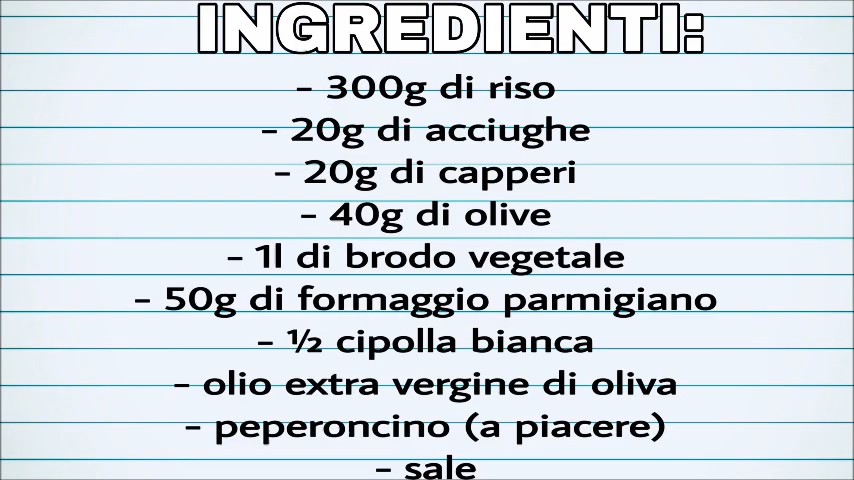 INGREDIENTI:
- 300g di riso
- 20g di acciughe
- 20g di capperi
- 40g di olive
- 1l di brodo vegetale
- 50g di formaggio parmigiano
- ½ cipolla bianca
- olio extra vergine di oliva
- peperoncino (a piacere)
- sale